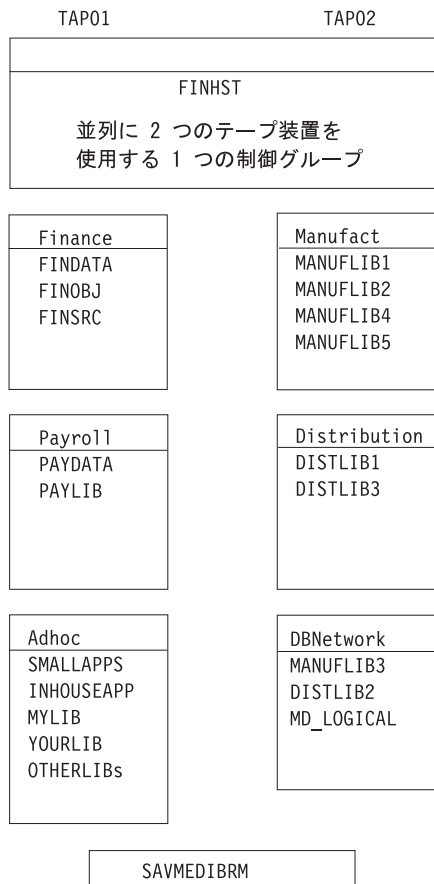 TAP01
TAP02
FINHST
並列に 2 つのテープ装置を
使用する 1 つの制御グループ
Finance
FINDATA
FINOBJ
FINSRC
Manufact
MANUFLIB1
MANUFLIB2
MANUFLIB4
MANUFLIB5
Payroll
PAYDATA
PAYLIB
Distribution
DISTLIB1
DISTLIB3
Adhoc
SMALLAPPS
INHOUSEAPP
MYLIB
YOURLIB
OTHERLIBs
DBNetwork
MANUFLIB3
DISTLIB2
MD_LOGICAL
SAVMEDIBRM